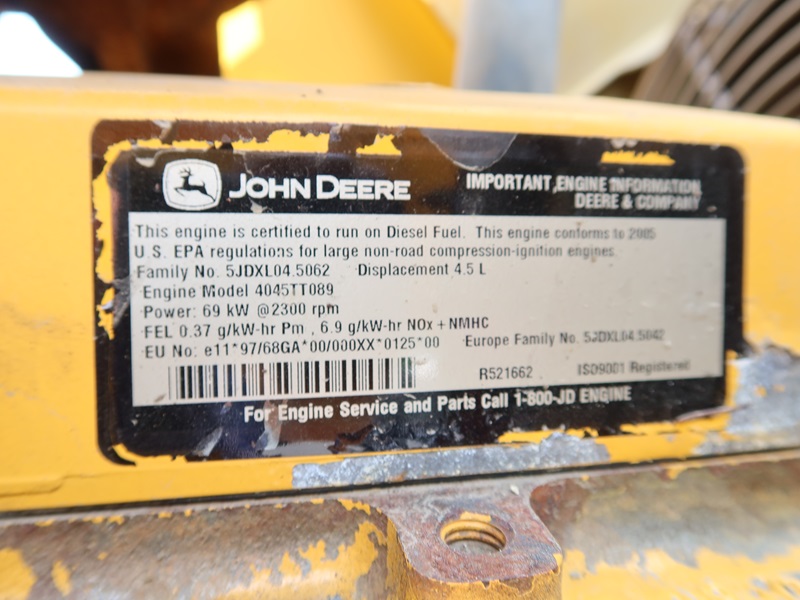 JOHN DEERE
IMPORTANT ENGINE INFORMATION
DEERE & COMPANY
This engine is certified to run on Diesel Fuel. This engine conforms to 2005
U.S. EPA regulations for large non-road compression-ignition engines.
Family No. 5JDXL04.5062 Displacement 4.5 L
Engine Model 4045TT089
Power: 69 kW @2300 rpm
FEL 0.37 g/kW-hr Pm , 6.9 g/kW-hr NOx + NMHC
Europe Family No. 5JDXL04.5042
EU No: e11*97/68GA*00/000XX*0125*00
R521662 ISO9001 Registered
For Engine Service and Parts Call 1-800-JD ENGINE